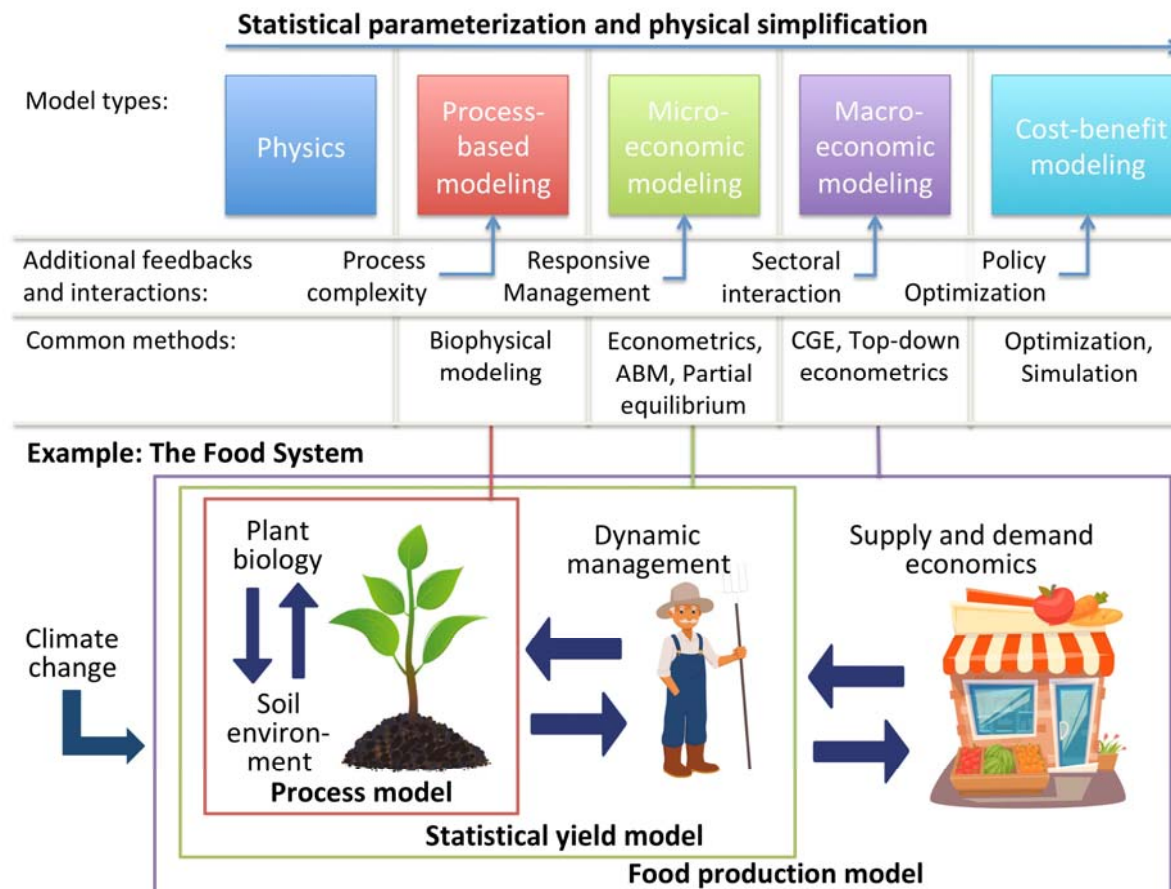 Statistical parameterization and physical simplification
Model types:
Physics
Process-
based
modeling
Micro-
economic
modeling
Macro-
economic
modeling
Cost-benefit
modeling
Additional feedbacks
and interactions:
Process
complexity
Responsive
Management
Sectoral
interaction
Policy
Optimization
Common methods:
Biophysical
modeling
Econometrics,
ABM, Partial
equilibrium
CGE, Top-down
econometrics
Optimization,
Simulation
Example: The Food System
Plant
biology
Dynamic
management
Supply and demand
economics
Climate
change
Soil
environ-
ment
Process model
Statistical yield model
Food production model